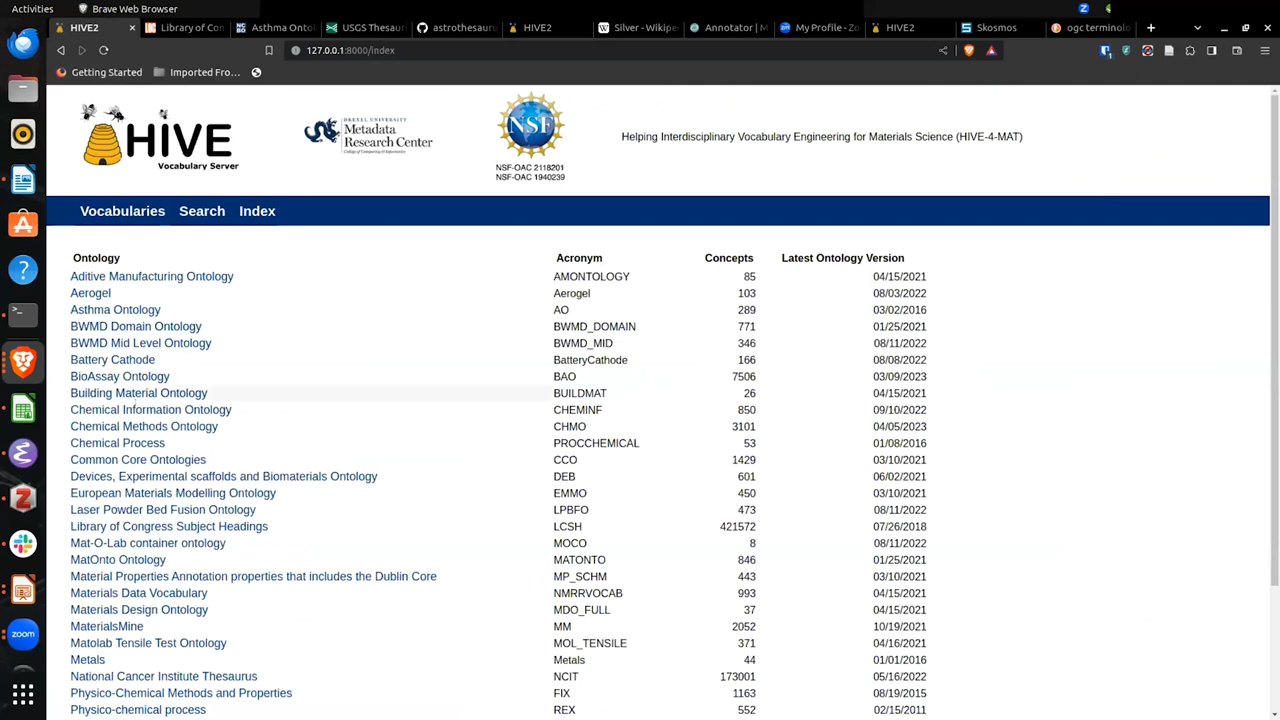 Activities
Brave Web Browser
HIVE2
Library of Con
Asthma Ontol
USGS Thesau
astrothesaur
HIVE2
Silver - Wikipe
Annotator | M
My Profile - Zo
HIVE2
Skosmos
ogc terminolo
127.0.0.1:8000/index
Getting Started
Imported Fro...
HIVE
Vocabulary Server
DREXEL UNIVERSITY
Metadata
Research Center
College of Computing & Informatics
NSF
NSF-OAC 2118201
NSF-OAC 1940239
Helping Interdisciplinary Vocabulary Engineering for Materials Science (HIVE-4-MAT)
Vocabularies Search Index
Ontology Acronym Concepts Latest Ontology Version
Aditive Manufacturing Ontology AMONTOLOGY 85 04/15/2021
Aerogel Aerogel 103 08/03/2022
Asthma Ontology AO 289 03/02/2016
BWMD Domain Ontology BWMD_DOMAIN 771 01/25/2021
BWMD Mid Level Ontology BWMD_MID 346 08/11/2022
Battery Cathode BatteryCathode 166 08/08/2022
BioAssay Ontology BAO 7506 03/09/2023
Building Material Ontology BUILDMAT 26 04/15/2021
Chemical Information Ontology CHEMINF 850 09/10/2022
Chemical Methods Ontology CHMO 3101 04/05/2023
Chemical Process PROCCHEMICAL 53 01/08/2016
Common Core Ontologies CCO 1429 03/10/2021
Devices, Experimental scaffolds and Biomaterials Ontology DEB 601 06/02/2021
European Materials Modelling Ontology EMMO 450 03/10/2021
Laser Powder Bed Fusion Ontology LPBFO 473 08/11/2022
Library of Congress Subject Headings LCSH 421572 07/26/2018
Mat-O-Lab container ontology MOCO 8 08/11/2022
MatOnto Ontology MATONTO 846 01/25/2021
Material Properties Annotation properties that includes the Dublin Core MP_SCHM 443 03/10/2021
Materials Data Vocabulary NMRRVOCAB 993 04/15/2021
Materials Design Ontology MDO_FULL 37 04/15/2021
MaterialsMine MM 2052 10/19/2021
Matolab Tensile Test Ontology MOL_TENSILE 371 04/16/2021
Metals Metals 44 01/01/2016
National Cancer Institute Thesaurus NCIT 173001 05/16/2022
Physico-Chemical Methods and Properties FIX 1163 08/19/2015
Physico-chemical process REX 552 02/15/2011
zoom